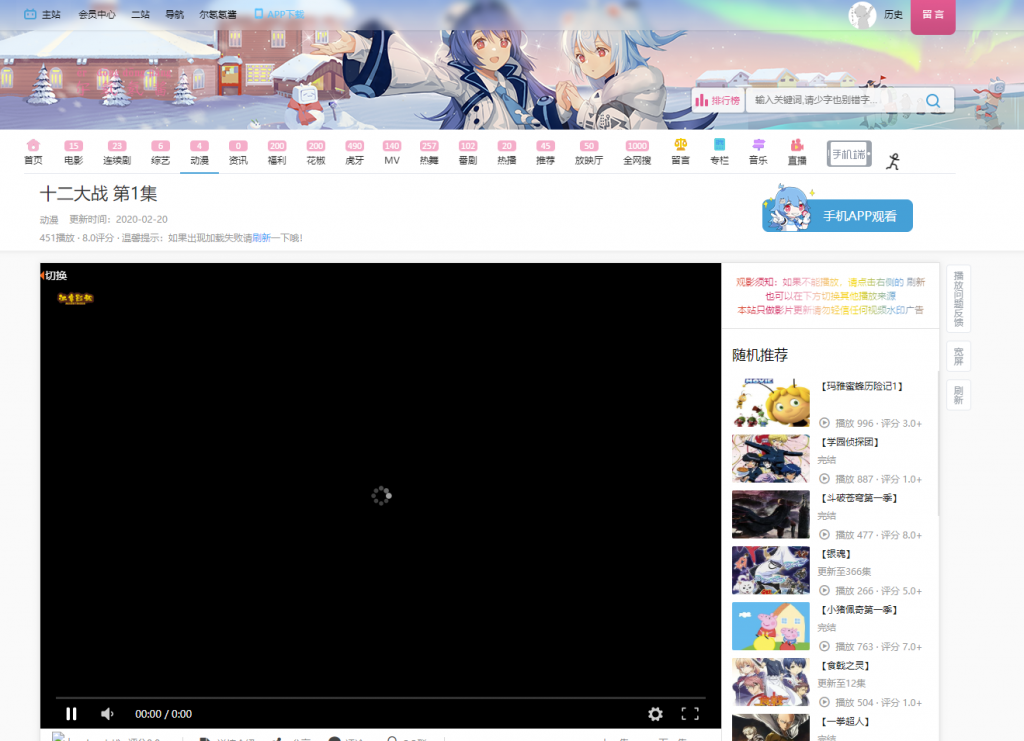 主站 会员中心 二站 导航 尔氪氪酱 APP下载 历史 留言
排行榜 输入关键词,请少字也别错字...
15 23 6 4 0 200 200 490 140 257 102 20 45 50 1000
首页 电影 连续剧 综艺 动漫 资讯 福利 花椒 虎牙 MV 热舞 番剧 热播 推荐 放映厅 全网搜 留言 专栏 音乐 直播 手机端
十二大战 第1集
动漫 更新时间：2020-02-20
451播放 · 8.0评分 · 温馨提示：如果出现加载失败请刷新一下哦!
手机APP观看
切换
观影须知：如果不能播放，请点击右侧的 刷新
也可以在下方切换其他播放来源
本站只做影片更新请勿轻信任何视频水印广告
播放问题反馈
宽屏
刷新
随机推荐
【玛雅蜜蜂历险记1】
播放 996 · 评分 3.0+
【学园侦探团】
完结
播放 887 · 评分 1.0+
【斗破苍穹第一季】
完结
播放 477 · 评分 8.0+
【银魂】
更新至366集
播放 266 · 评分 5.0+
【小猪佩奇第一季】
完结
播放 763 · 评分 7.0+
【食戟之灵】
更新至12集
播放 504 · 评分 1.0+
【一拳超人】
00:00 / 0:00